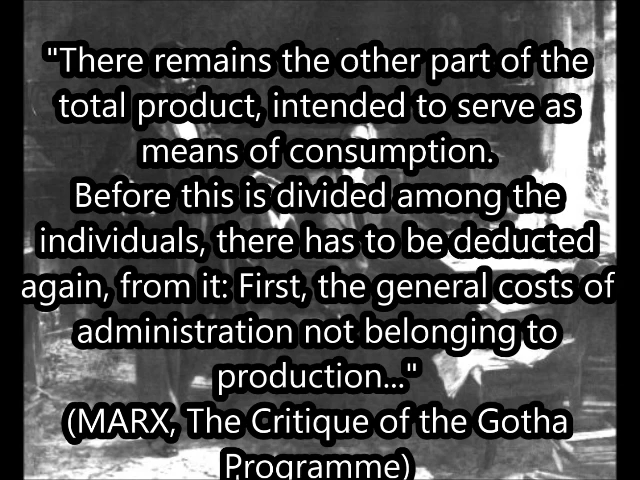 "There remains the other part of the
total product, intended to serve as
means of consumption.
Before this is divided among the
individuals, there has to be deducted
again, from it: First, the general costs of
administration not belonging to
production..."
(MARX, The Critique of the Gotha
Programme)